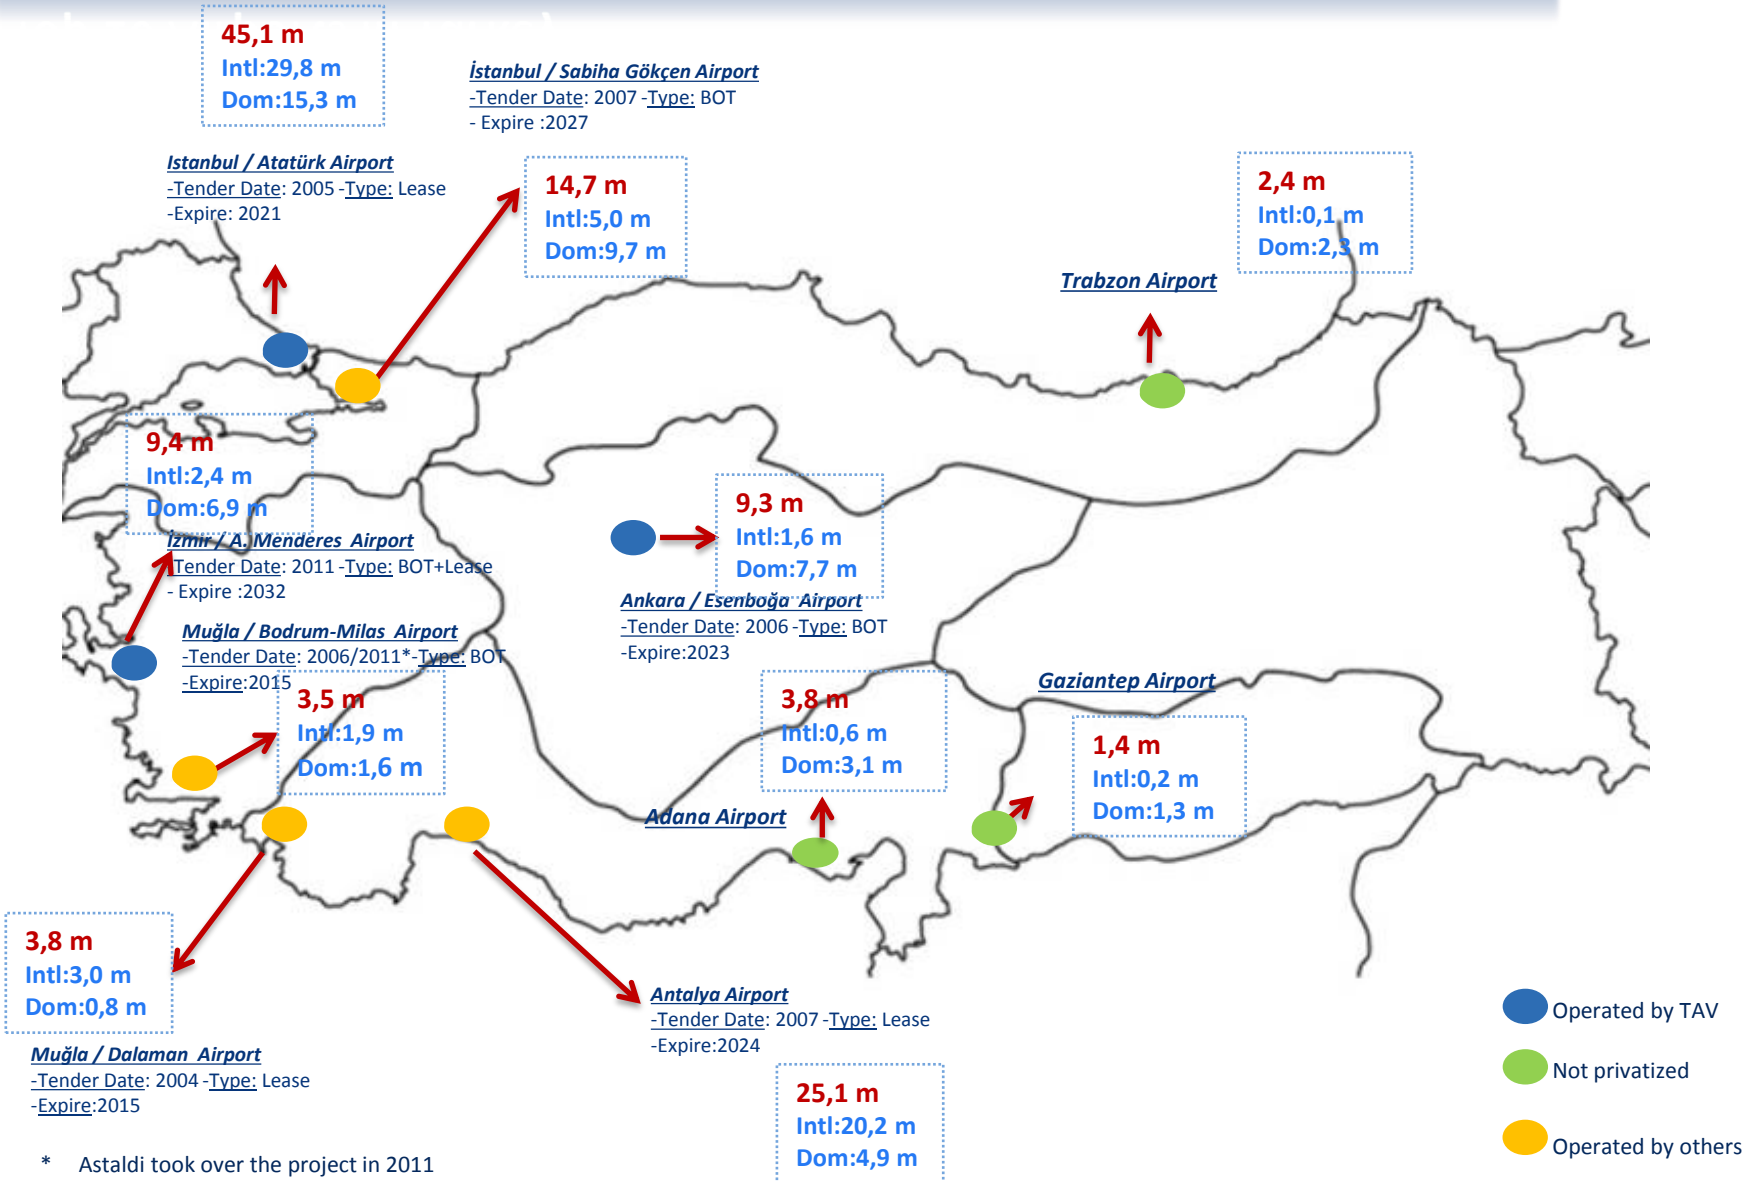 45,1 m
Intl:29,8 m
Dom:15,3 m
İstanbul / Sabiha Gökçen Airport
-Tender Date: 2007 -Type: BOT
- Expire :2027
Istanbul / Atatürk Airport
-Tender Date: 2005 -Type: Lease
-Expire: 2021
14,7 m
Intl:5,0 m
Dom:9,7 m
2,4 m
Intl:0,1 m
Dom:2,3 m
Trabzon Airport
9,4 m
Intl:2,4 m
Dom:6,9 m
İzmir / A. Menderes Airport
-Tender Date: 2011 -Type: BOT+Lease
- Expire :2032
9,3 m
Intl:1,6 m
Dom:7,7 m
Ankara / Esenboğa Airport
-Tender Date: 2006 -Type: BOT
-Expire:2023
Muğla / Bodrum-Milas Airport
-Tender Date: 2006/2011*-Type: BOT
-Expire:2015
3,5 m
Intl:1,9 m
Dom:1,6 m
3,8 m
Intl:0,6 m
Dom:3,1 m
Adana Airport
Gaziantep Airport
1,4 m
Intl:0,2 m
Dom:1,3 m
3,8 m
Intl:3,0 m
Dom:0,8 m
Muğla / Dalaman Airport
-Tender Date: 2004 -Type: Lease
-Expire:2015
Antalya Airport
-Tender Date: 2007 -Type: Lease
-Expire:2024
25,1 m
Intl:20,2 m
Dom:4,9 m
Operated by TAV
Not privatized
Operated by others
* Astaldi took over the project in 2011